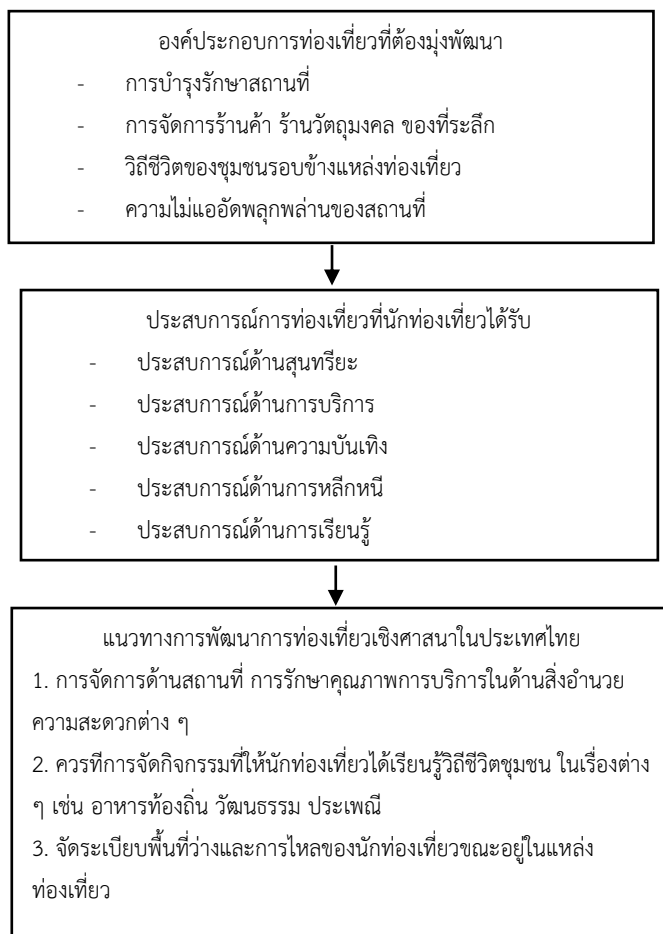 องค์ประกอบการท่องเที่ยวที่ต้องมุ่งพัฒนา
- การบำรุงรักษาสถานที่
- การจัดการร้านค้า ร้านวัตถุมงคล ของที่ระลึก
- วิถีชีวิตของชุมชนรอบข้างแหล่งท่องเที่ยว
- ความไม่แออัดพลุกพล่านของสถานที่
ประสบการณ์การท่องเที่ยวที่นักท่องเที่ยวได้รับ
- ประสบการณ์ด้านสุนทรียะ
- ประสบการณ์ด้านการบริการ
- ประสบการณ์ด้านความบันเทิง
- ประสบการณ์ด้านการหลีกหนี
- ประสบการณ์ด้านการเรียนรู้
แนวทางการพัฒนาการท่องเที่ยวเชิงศาสนาในประเทศไทย
1. การจัดการด้านสถานที่ การรักษาคุณภาพการบริการในด้านสิ่งอำนวย
ความสะดวกต่าง ๆ
2. ควรทีการจัดกิจกรรมที่ให้นักท่องเที่ยวได้เรียนรู้วิถีชีวิตชุมชน ในเรื่องต่าง
ๆ เช่น อาหารท้องถิ่น วัฒนธรรม ประเพณี
3. จัดระเบียบพื้นที่ว่างและการไหลของนักท่องเที่ยวขณะอยู่ในแหล่ง
ท่องเที่ยว